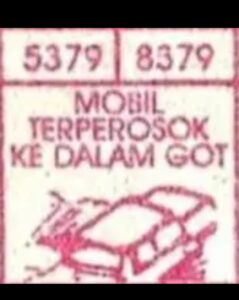 5379 8379
MOBIL
TERPEROSOK
KE DALAM GOT